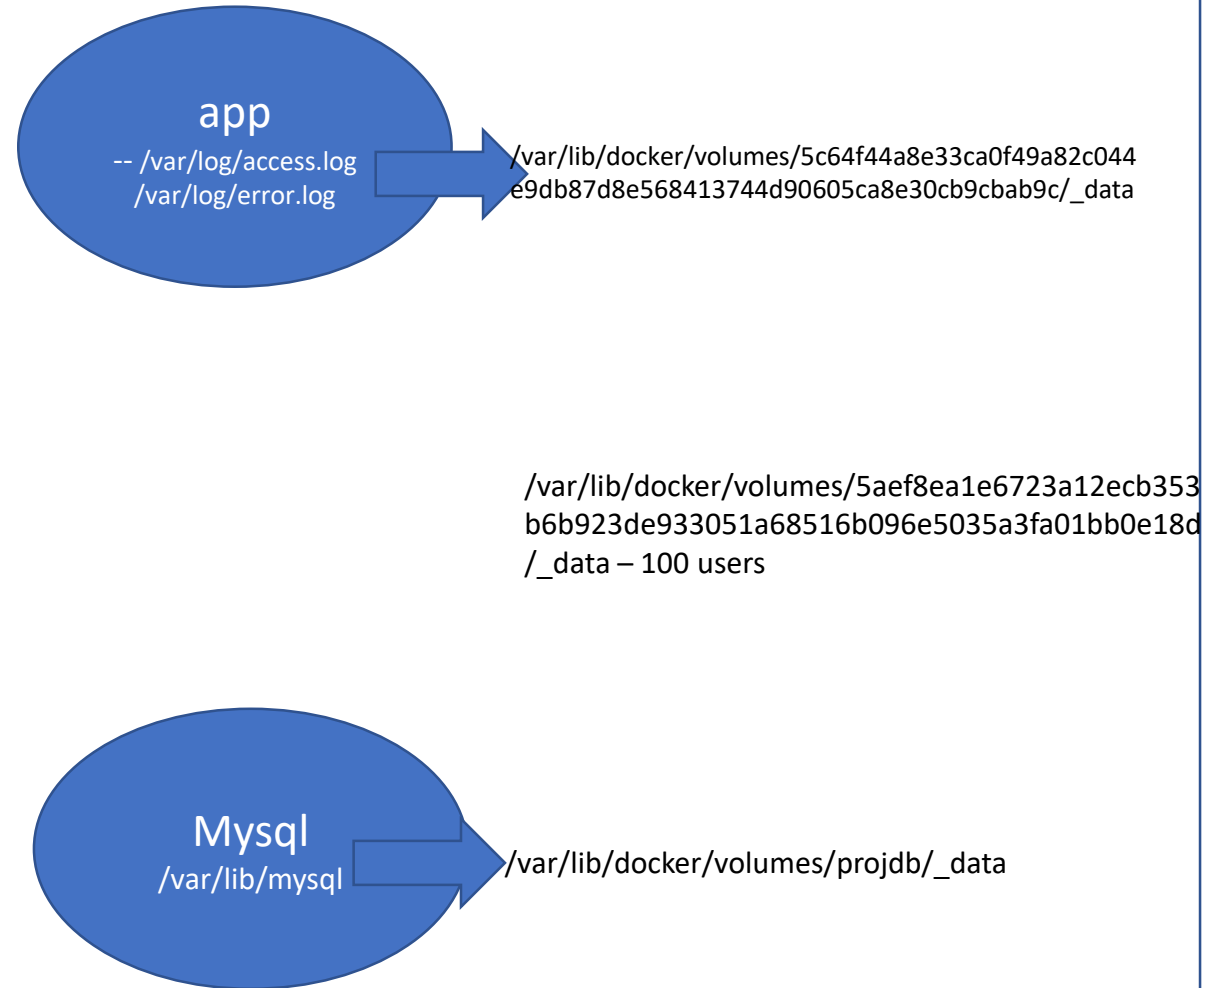 app
-- /var/log/access.log
/var/log/error.log
/var/lib/docker/volumes/5c64f44a8e33ca0f49a82c044
e9db87d8e568413744d90605ca8e30cb9cbab9c/_data
/var/lib/docker/volumes/5aef8ea1e6723a12ecb353
b6b923de933051a68516b096e5035a3fa01bb0e18d
/_data – 100 users
Mysql
/var/lib/mysql
/var/lib/docker/volumes/projdb/_data